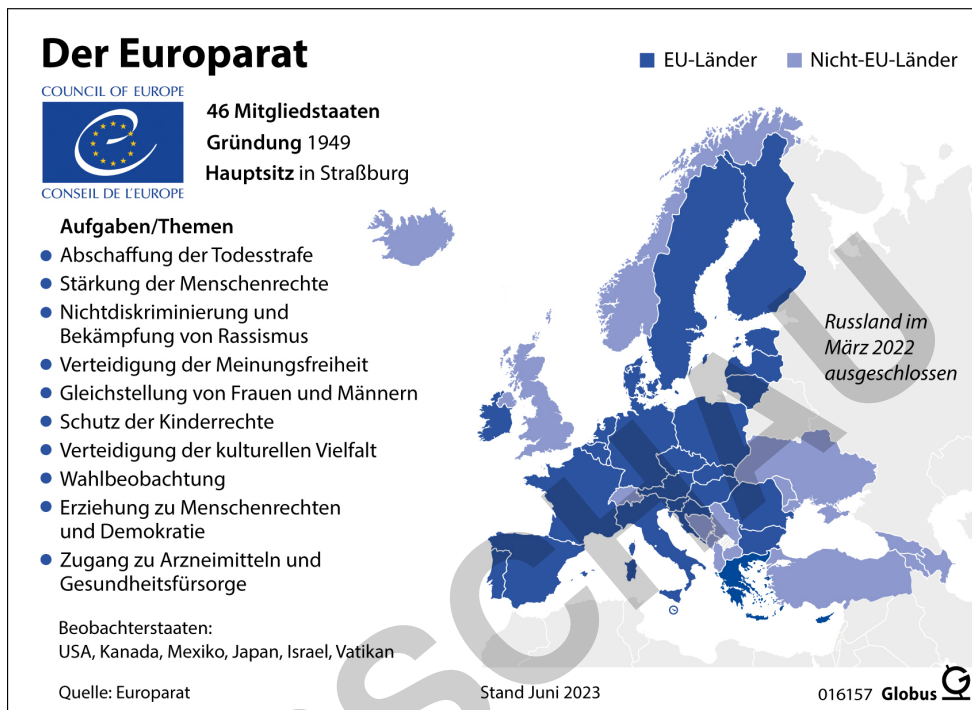 Der Europarat
EU-Länder
Nicht-EU-Länder
COUNCIL OF EUROPE
CONSEIL DE L'EUROPE
46 Mitgliedstaaten
Gründung 1949
Hauptsitz in Straßburg
Aufgaben/Themen
Abschaffung der Todesstrafe
Stärkung der Menschenrechte
Nichtdiskriminierung und
Bekämpfung von Rassismus
Verteidigung der Meinungsfreiheit
Gleichstellung von Frauen und Männern
Schutz der Kinderrechte
Verteidigung der kulturellen Vielfalt
Wahlbeobachtung
Erziehung zu Menschenrechten
und Demokratie
Zugang zu Arzneimitteln und
Gesundheitsfürsorge
Russland im
März 2022
ausgeschlossen
Beobachterstaaten:
USA, Kanada, Mexiko, Japan, Israel, Vatikan
Quelle: Europarat
Stand Juni 2023
016157 Globus